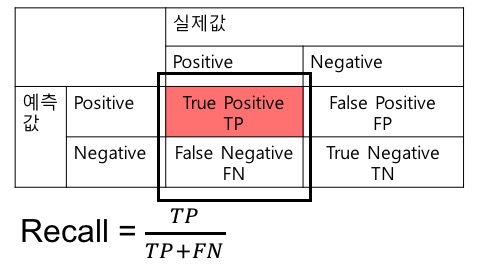 실제값
Positive Negative
예측값 Positive True Positive TP False Positive FP
Negative False Negative FN True Negative TN
Recall = TP / TP+FN